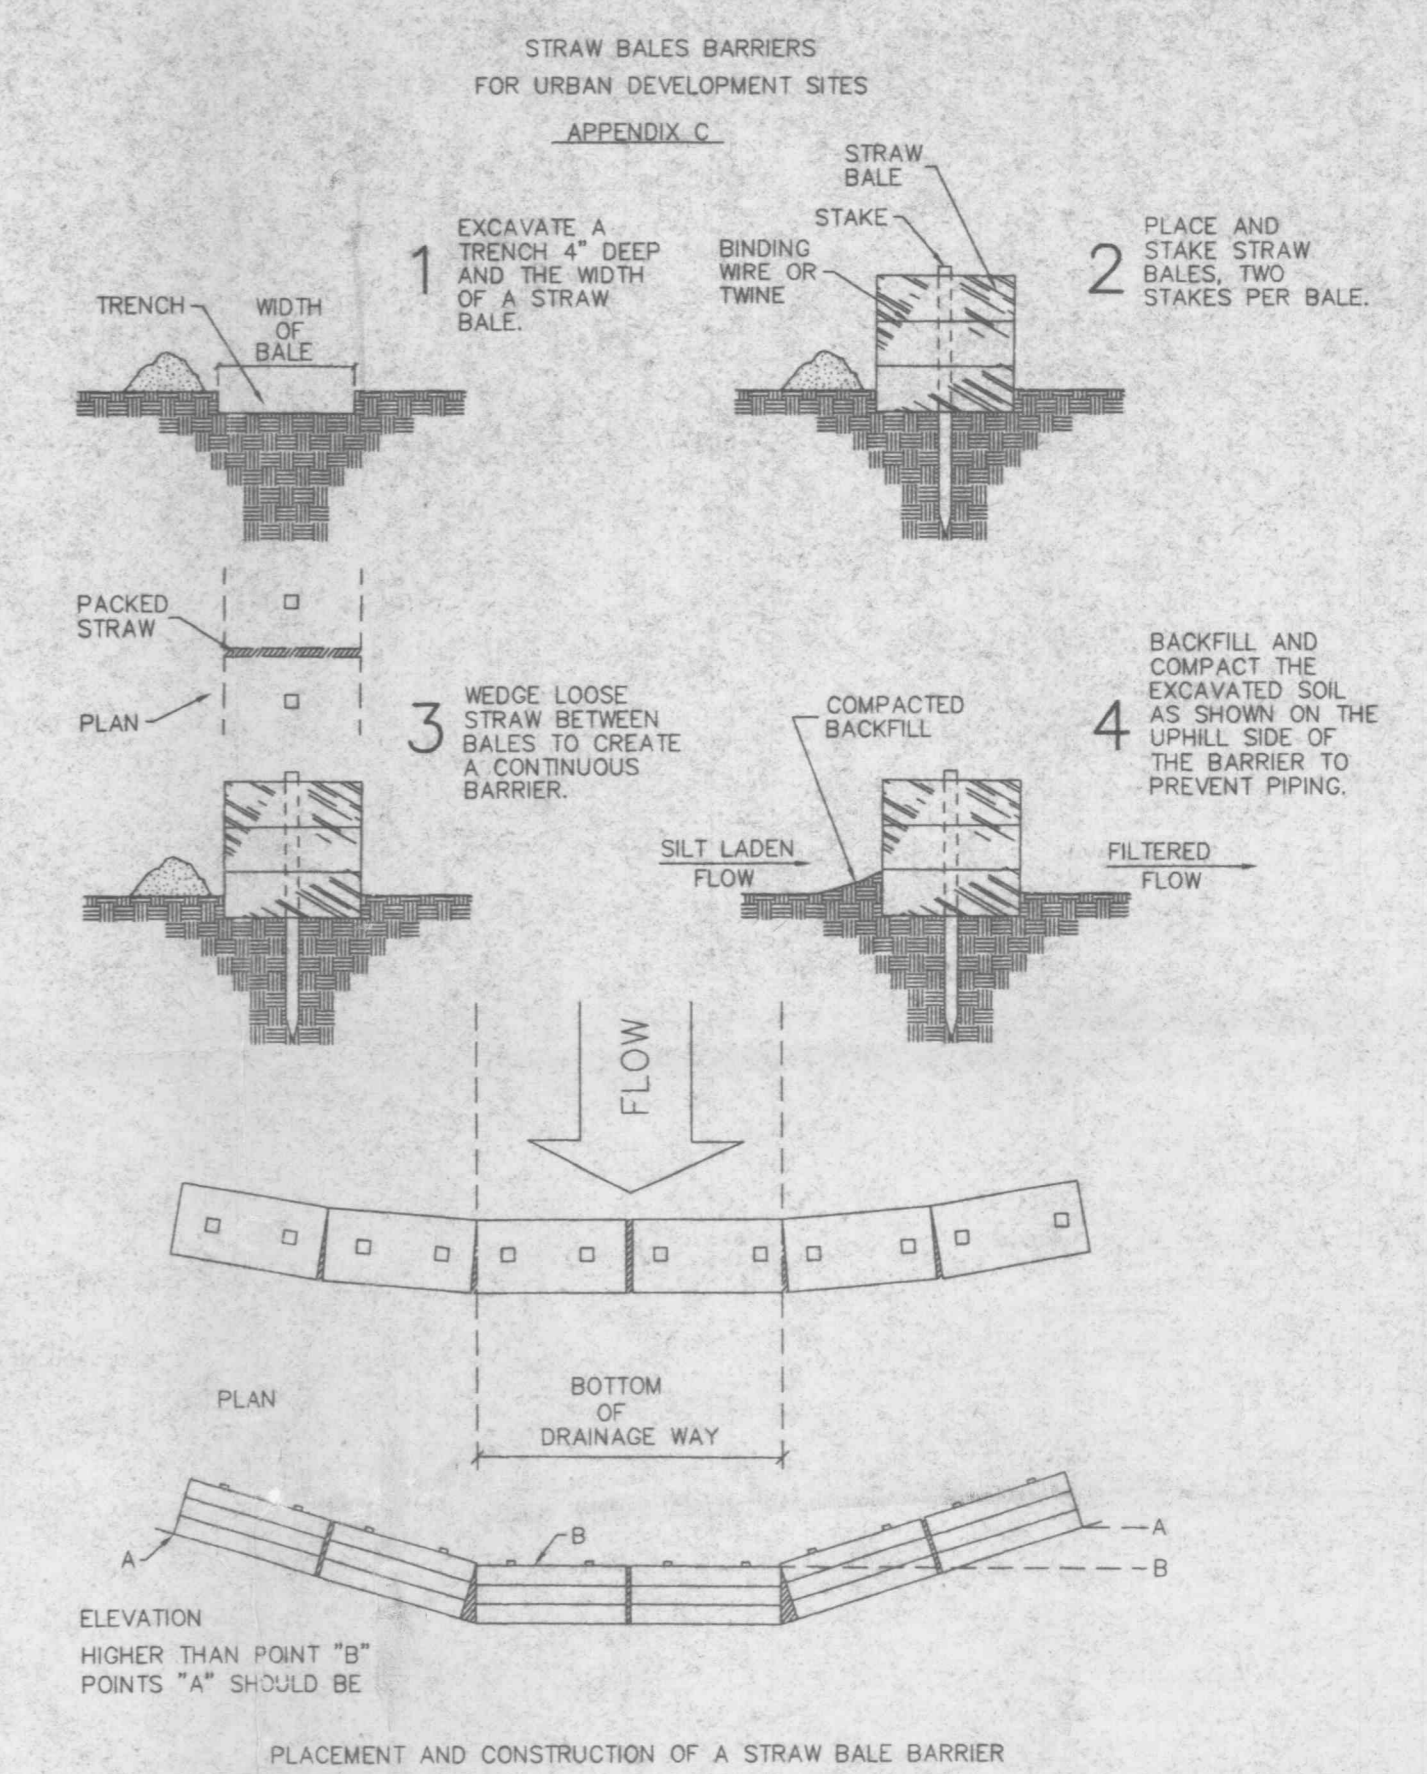 STRAW BALES BARRIERS
FOR URBAN DEVELOPMENT SITES
APPENDIX C
1
EXCAVATE A
TRENCH 4" DEEP
AND THE WIDTH
OF A STRAW
BALE.
TRENCH
WIDTH
OF
BALE
STRAW
BALE
STAKE
BINDING
WIRE OR
TWINE
2
PLACE AND
STAKE STRAW
BALES, TWO
STAKES PER BALE.
PACKED
STRAW
PLAN
3
WEDGE LOOSE
STRAW BETWEEN
BALES TO CREATE
A CONTINUOUS
BARRIER.
COMPACTED
BACKFILL
4
BACKFILL AND
COMPACT THE
EXCAVATED SOIL
AS SHOWN ON THE
UPHILL SIDE OF
THE BARRIER TO
PREVENT PIPING.
SILT LADEN
FLOW
FILTERED
FLOW
FLOW
PLAN
BOTTOM
OF
DRAINAGE WAY
A
B
A
B
ELEVATION
HIGHER THAN POINT "B"
POINTS "A" SHOULD BE
PLACEMENT AND CONSTRUCTION OF A STRAW BALE BARRIER